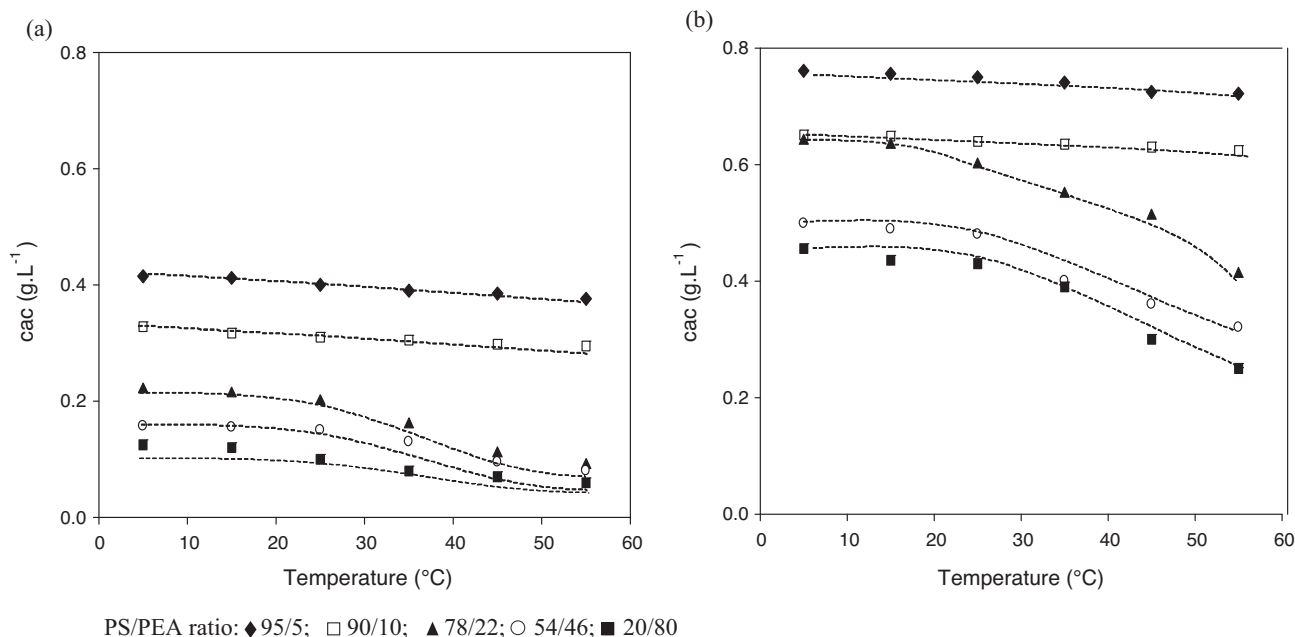 (a)
0.8
0.6
0.4
0.2
0.0
cac (g.L⁻¹)
0 10 20 30 40 50 60
Temperature (°C)
(b)
0.8
0.6
0.4
0.2
0.0
cac (g.L⁻¹)
0 10 20 30 40 50 60
Temperature (°C)
PS/PEA ratio: ◆ 95/5; □ 90/10; ▲ 78/22; ○ 54/46; ■ 20/80